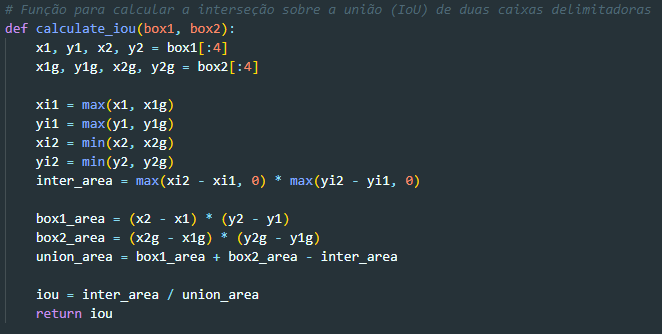 # Função para calcular a interseção sobre a união (IoU) de duas caixas delimitadoras
def calculate_iou(box1, box2):
    x1, y1, x2, y2 = box1[:4]
    x1g, y1g, x2g, y2g = box2[:4]

    xi1 = max(x1, x1g)
    yi1 = max(y1, y1g)
    xi2 = min(x2, x2g)
    yi2 = min(y2, y2g)
    inter_area = max(xi2 - xi1, 0) * max(yi2 - yi1, 0)

    box1_area = (x2 - x1) * (y2 - y1)
    box2_area = (x2g - x1g) * (y2g - y1g)
    union_area = box1_area + box2_area - inter_area

    iou = inter_area / union_area
    return iou